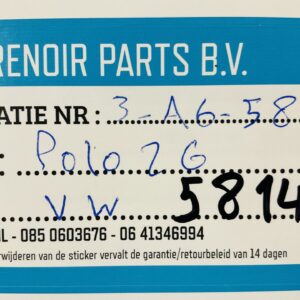 RENOIR PARTS B.V.
ATIE NR : 3-A6-58
: Polo 2G
VW 5814
L - 085 0603676 - 06 41346994
rwijderen van de sticker vervalt de garantie/retourbeleid van 14 dagen